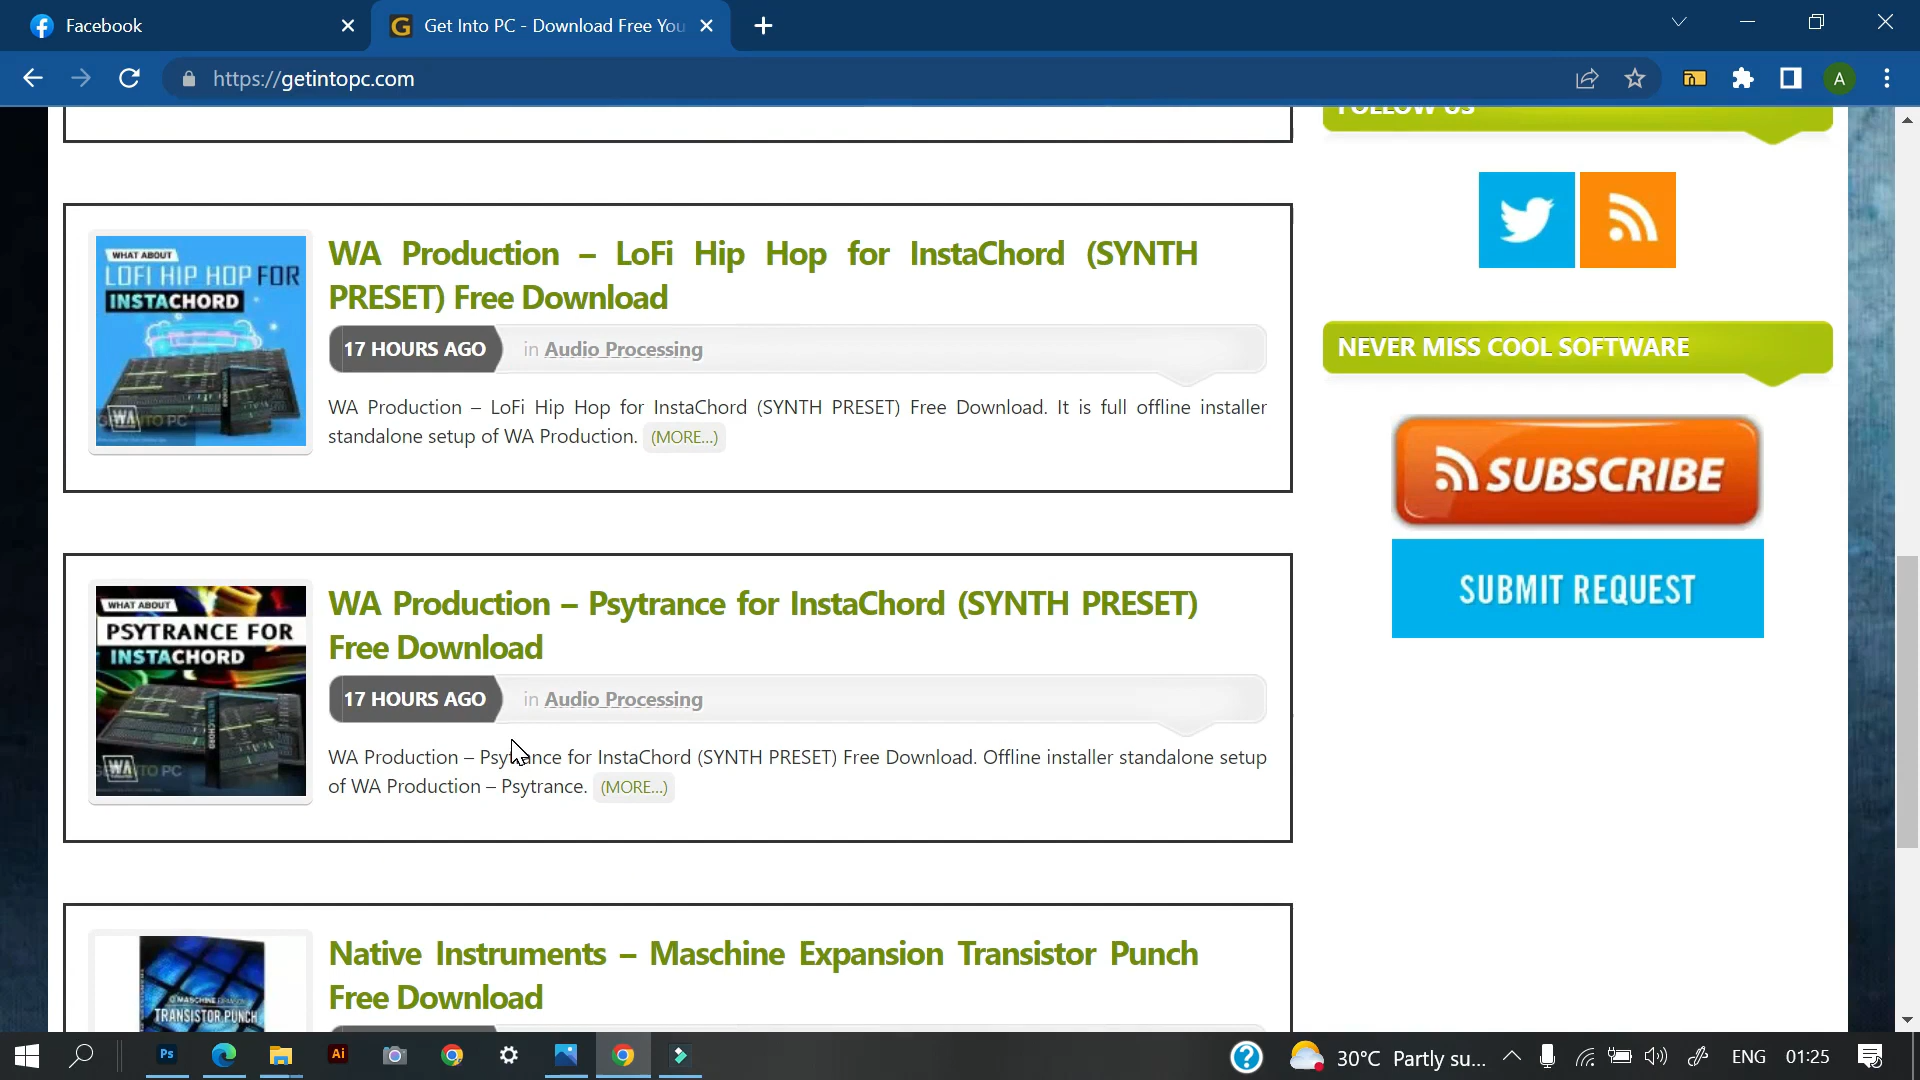 Facebook
Get Into PC - Download Free You
https://getintopc.com
A
FOLLOW US
WHAT ABOUT
LOFI HIP HOP FOR
INSTACHORD
WA Production – LoFi Hip Hop for InstaChord (SYNTH
PRESET) Free Download
17 HOURS AGO in Audio Processing
WA Production – LoFi Hip Hop for InstaChord (SYNTH PRESET) Free Download. It is full offline installer
standalone setup of WA Production. (MORE...)
NEVER MISS COOL SOFTWARE
SUBSCRIBE
SUBMIT REQUEST
WHAT ABOUT
PSYTRANCE FOR
INSTACHORD
WA Production – Psytrance for InstaChord (SYNTH PRESET)
Free Download
17 HOURS AGO in Audio Processing
WA Production – Psytrance for InstaChord (SYNTH PRESET) Free Download. Offline installer standalone setup
of WA Production – Psytrance. (MORE...)
TRANSISTOR PUNCH
Native Instruments – Maschine Expansion Transistor Punch
Free Download
Ps
Ai
30°C Partly su...
ENG
01:25